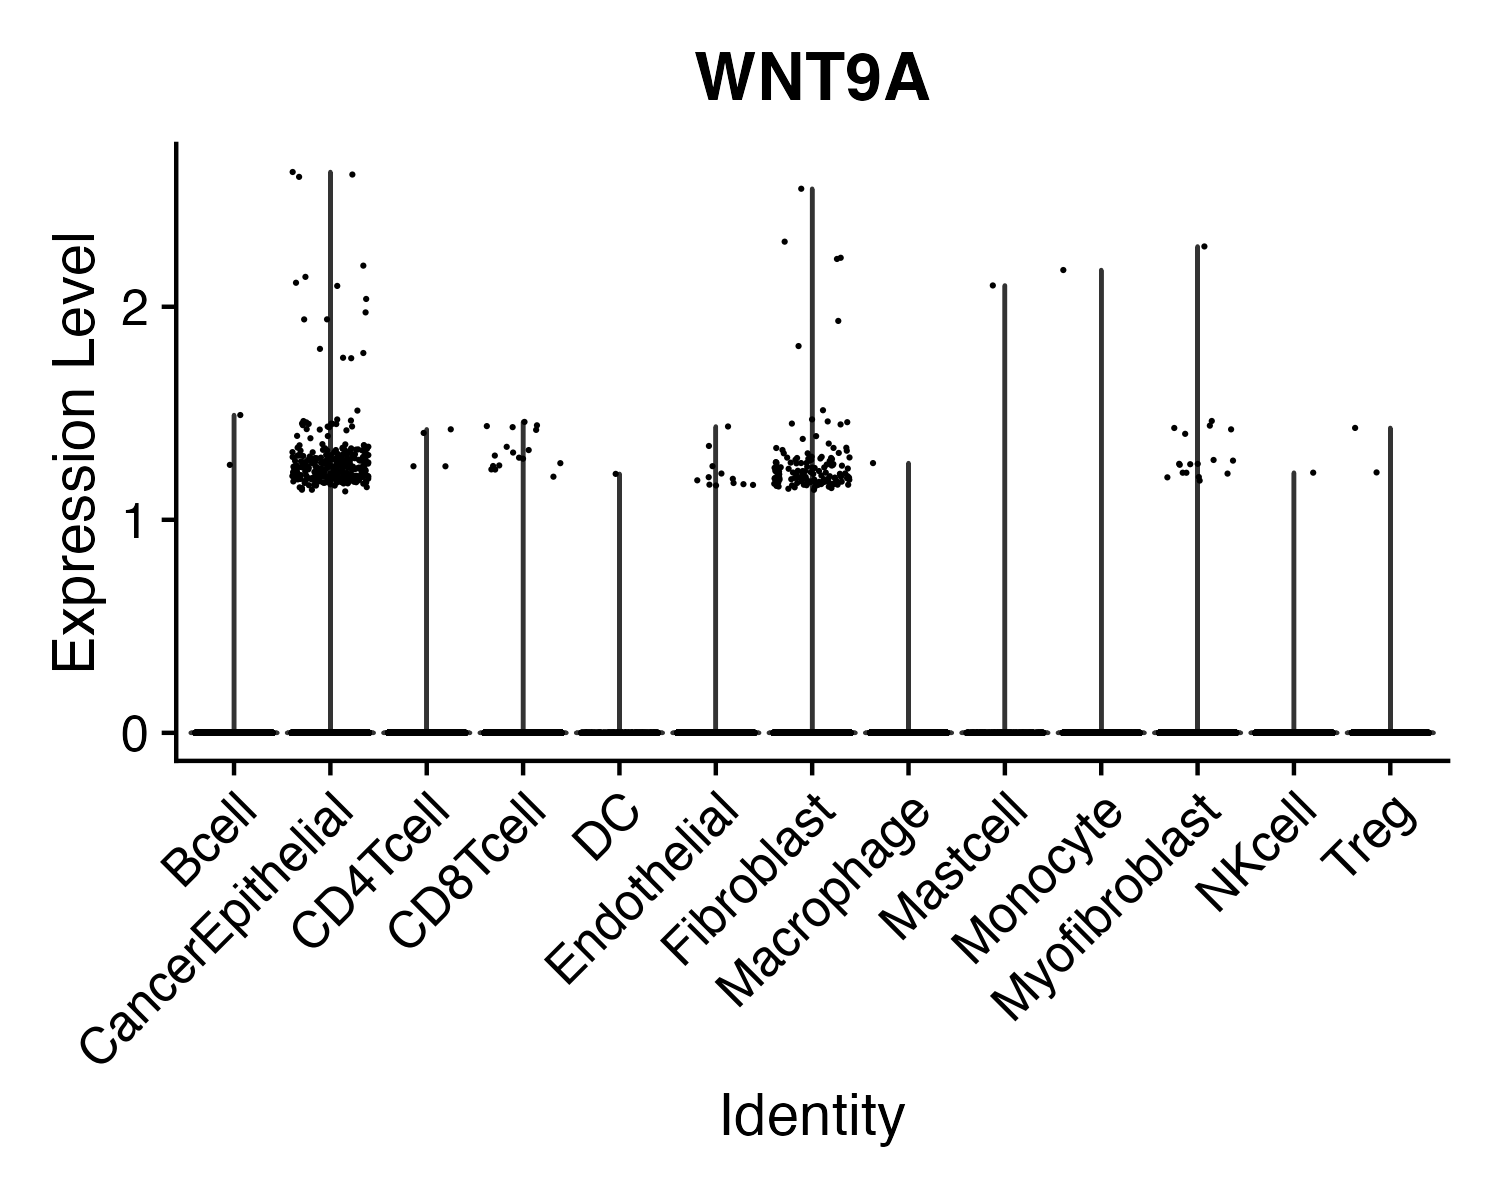 WNT9A
Expression Level
2
1
0
Bcell
CancerEpithelial
CD4Tcell
CD8Tcell
DC
Endothelial
Fibroblast
Macrophage
Mastcell
Monocyte
Myofibroblast
NKcell
Treg
Identity